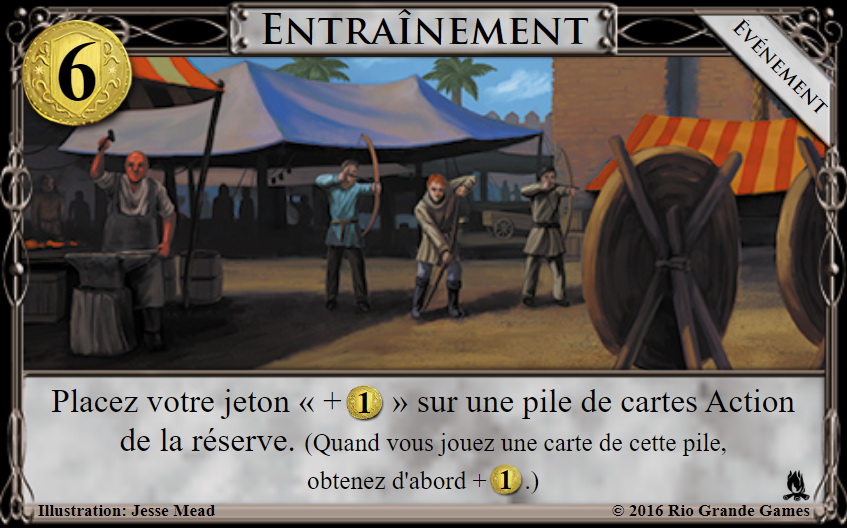 ENTRAÎNEMENT
6
ÉVÉNEMENT
Placez votre jeton « +1 » sur une pile de cartes Action
de la réserve. (Quand vous jouez une carte de cette pile,
obtenez d'abord +1.)
Illustration: Jesse Mead
© 2016 Rio Grande Games